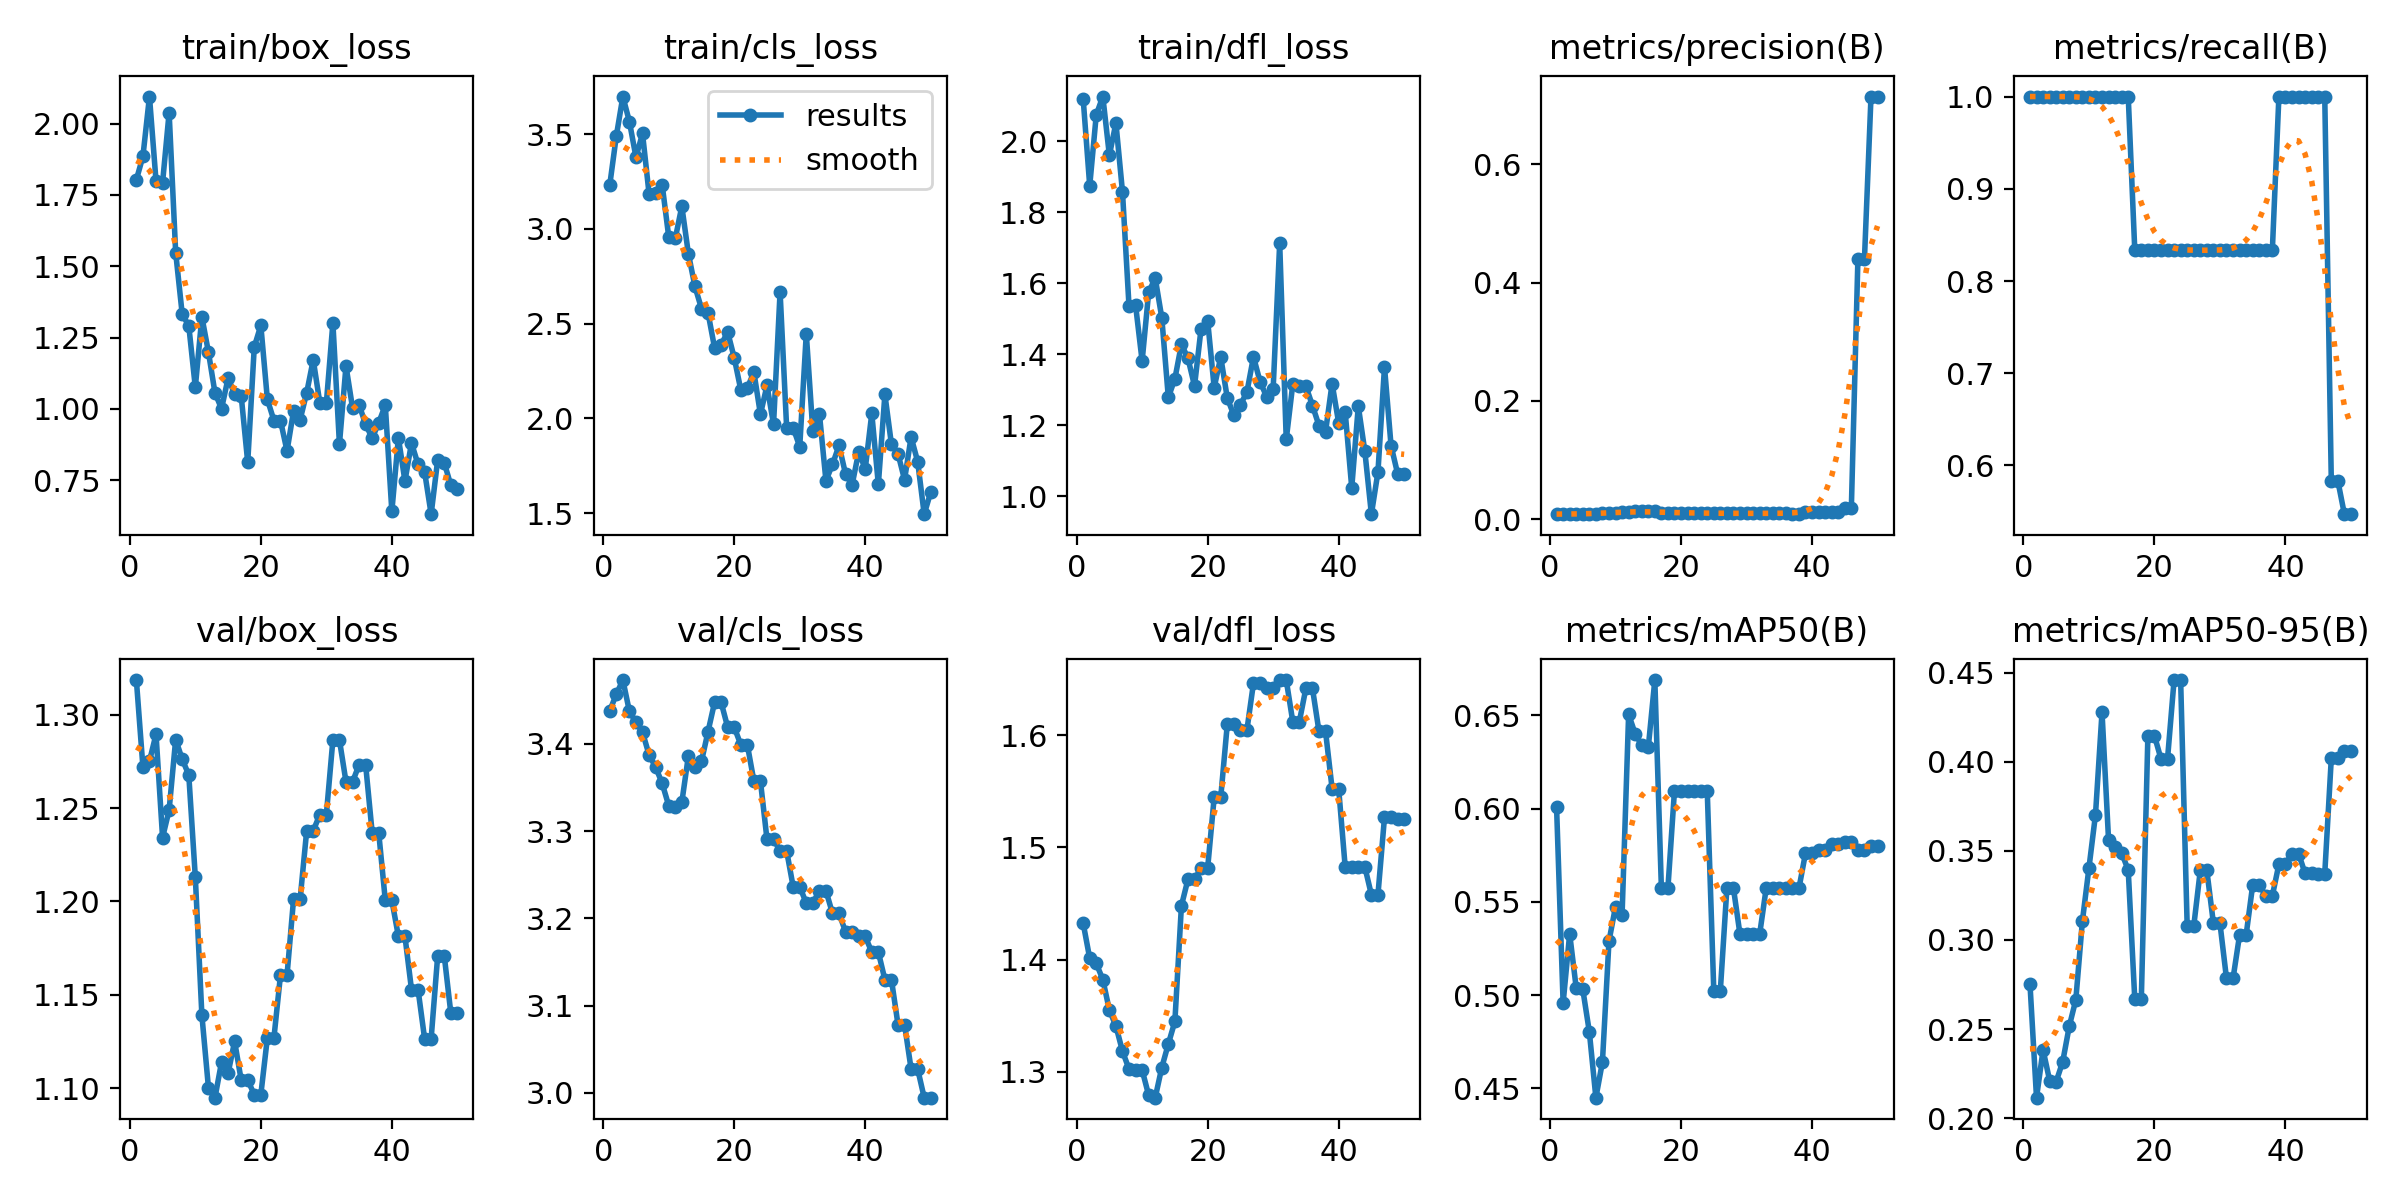 train/box_loss
2.00
1.75
1.50
1.25
1.00
0.75
0 20 40
train/cls_loss
results
smooth
3.5
3.0
2.5
2.0
1.5
0 20 40
train/dfl_loss
2.0
1.8
1.6
1.4
1.2
1.0
0 20 40
metrics/precision(B)
0.6
0.4
0.2
0.0
0 20 40
metrics/recall(B)
1.0
0.9
0.8
0.7
0.6
0 20 40
val/box_loss
1.30
1.25
1.20
1.15
1.10
0 20 40
val/cls_loss
3.4
3.3
3.2
3.1
3.0
0 20 40
val/dfl_loss
1.6
1.5
1.4
1.3
0 20 40
metrics/mAP50(B)
0.65
0.60
0.55
0.50
0.45
0 20 40
metrics/mAP50-95(B)
0.45
0.40
0.35
0.30
0.25
0.20
0 20 40